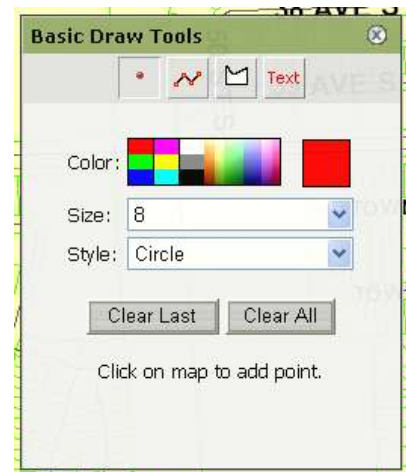 Basic Draw Tools
Text
AVE S
Color:
Size: 8
Style: Circle
Clear Last Clear All
Click on map to add point.